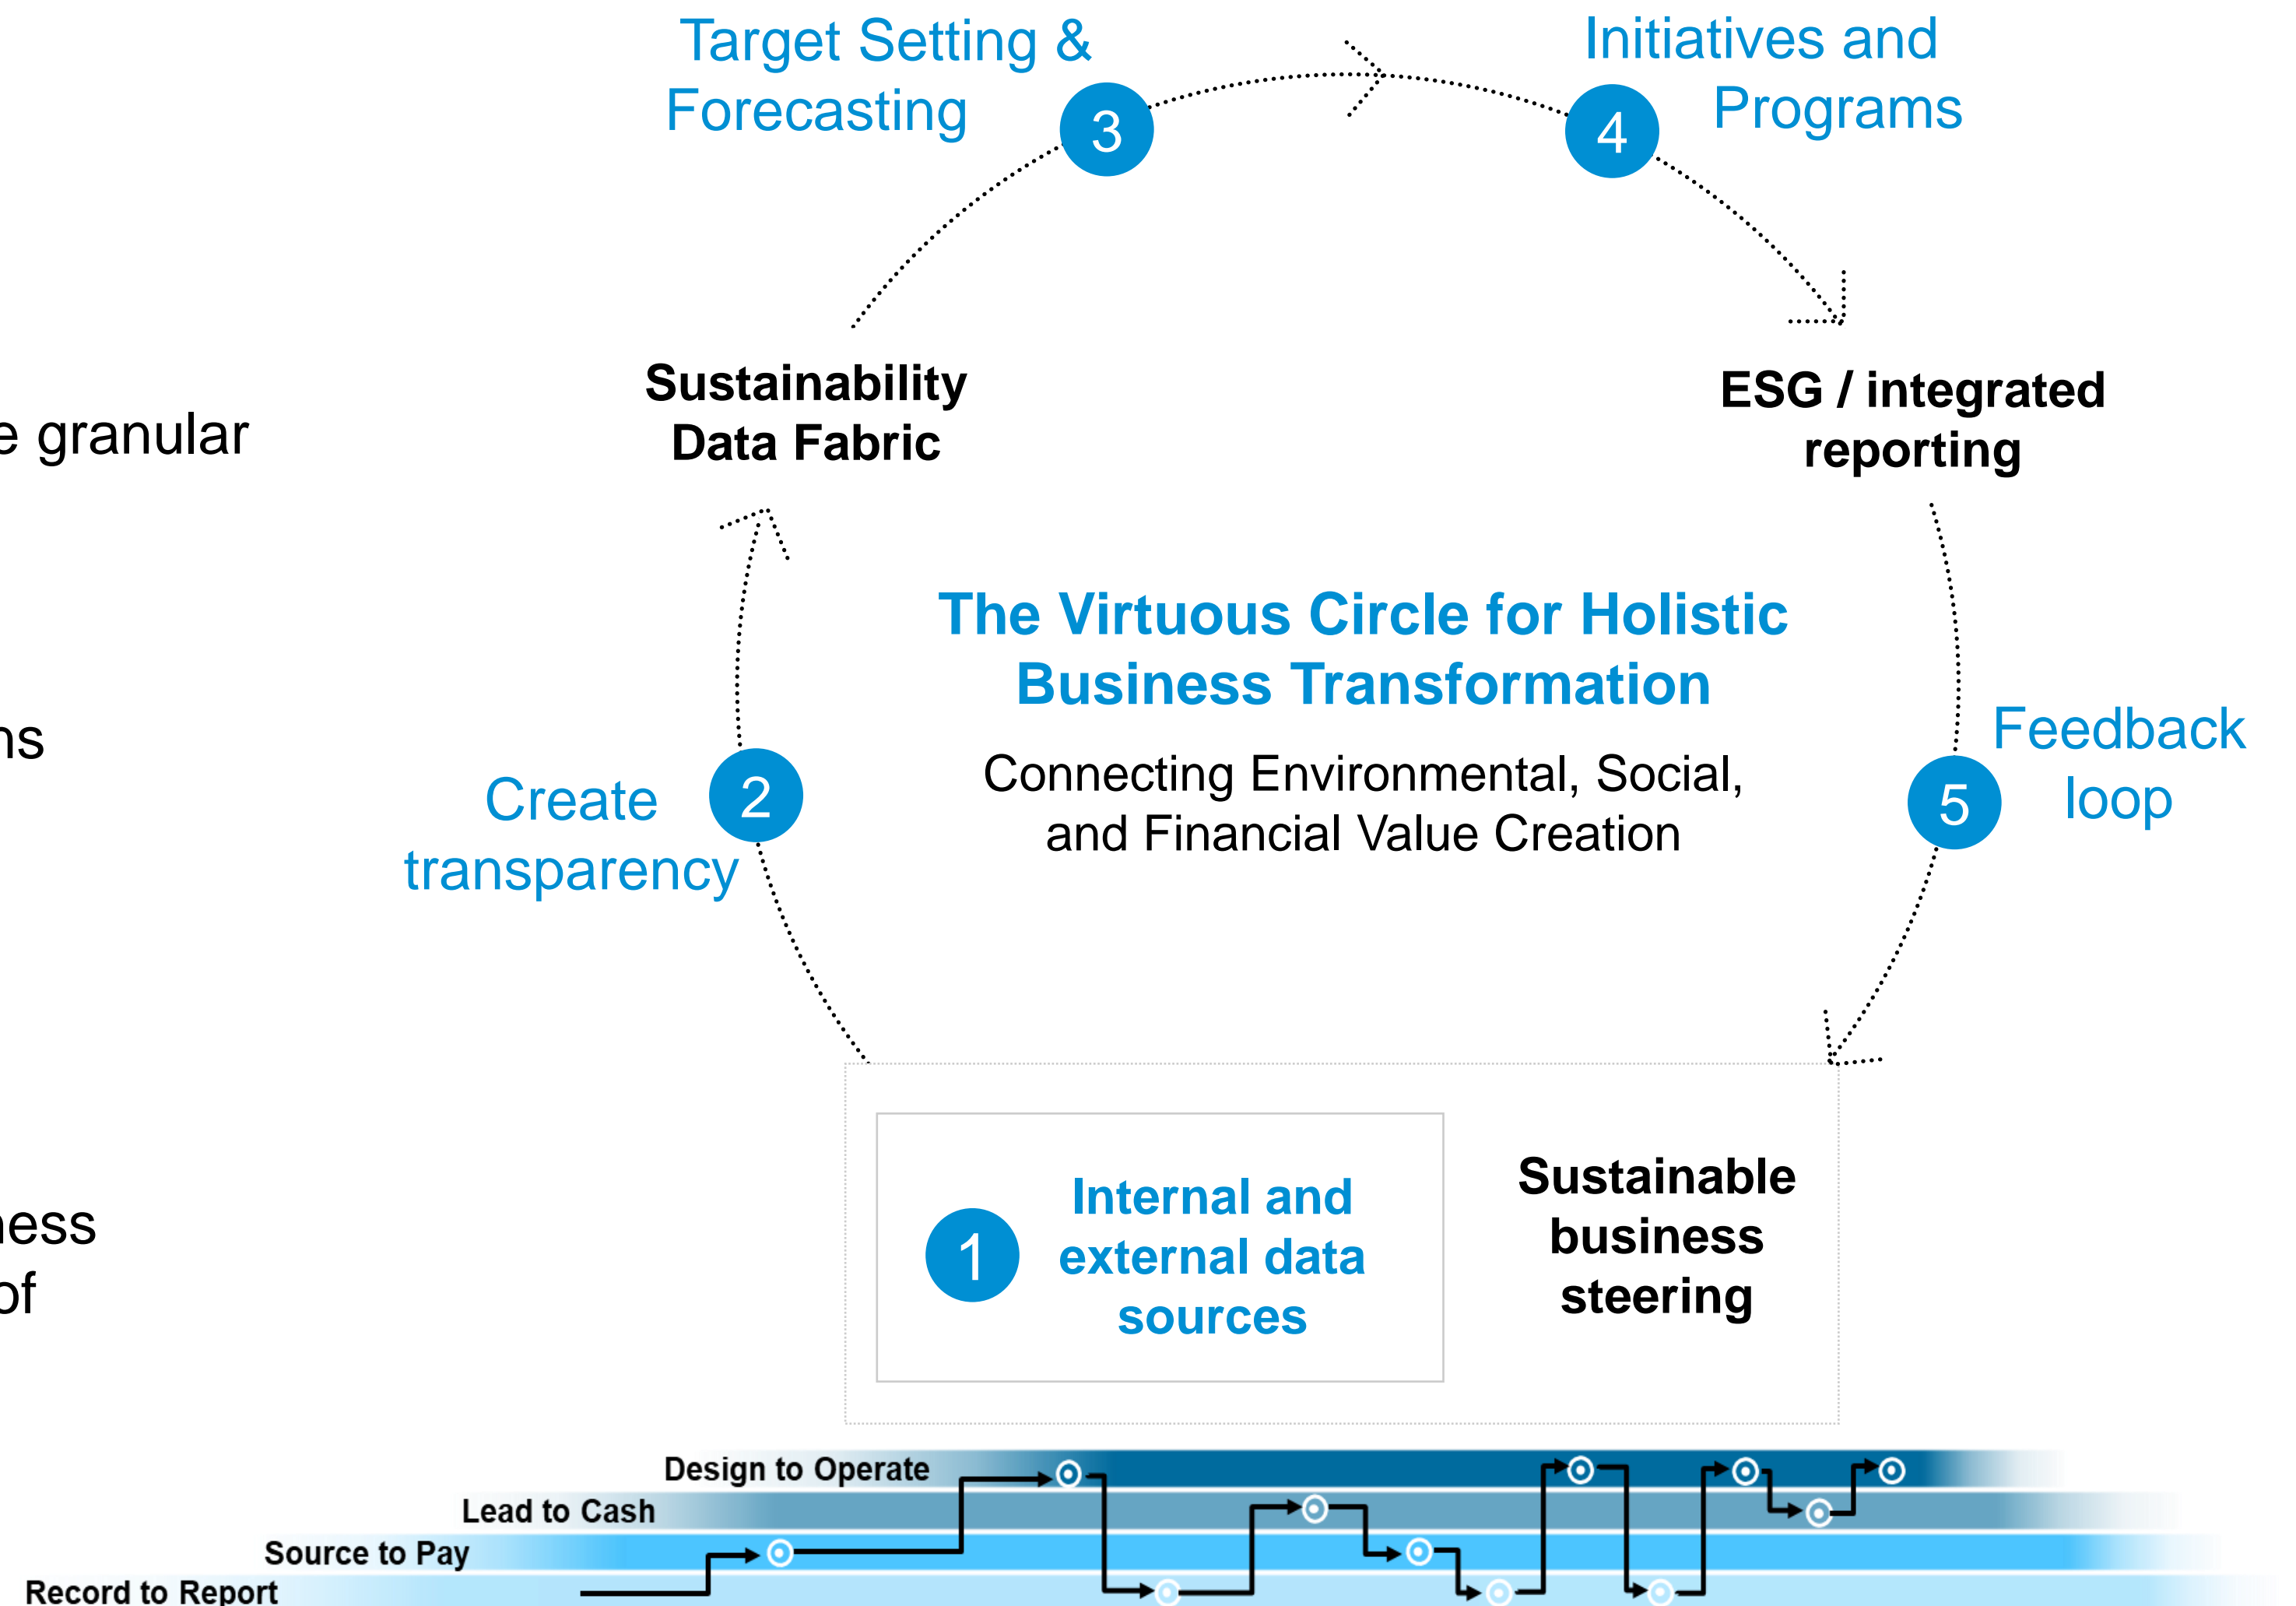 Target Setting &
Forecasting
3
Initiatives and
Programs
4
granular
Sustainability
Data Fabric
ESG / integrated
reporting
The Virtuous Circle for Holistic
Business Transformation
Connecting Environmental, Social,
and Financial Value Creation
Create
transparency
2
Feedback
loop
5
1
Internal and
external data
sources
Sustainable
business
steering
of
Design to Operate
Lead to Cash
Source to Pay
Record to Report